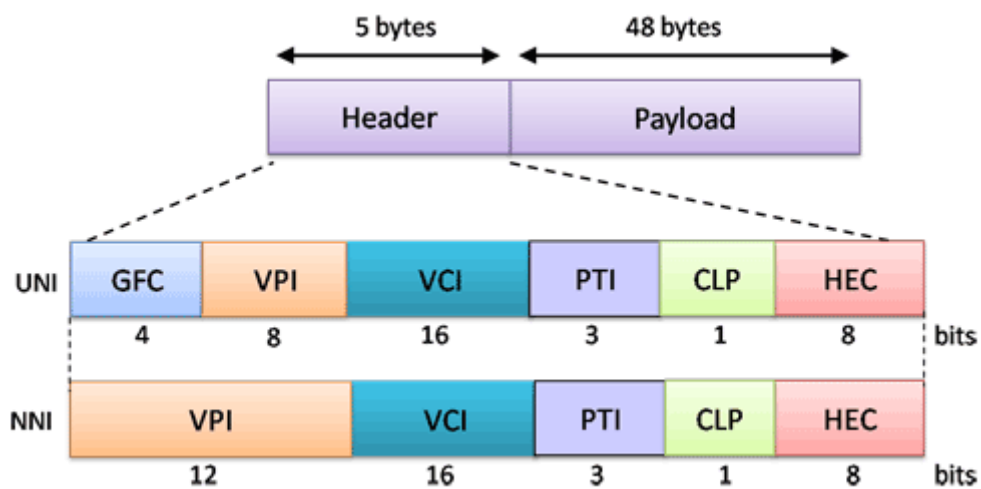 5 bytes 48 bytes
Header Payload
UNI GFC VPI VCI PTI CLP HEC
4 8 16 3 1 8 bits
NNI VPI VCI PTI CLP HEC
12 16 3 1 8 bits